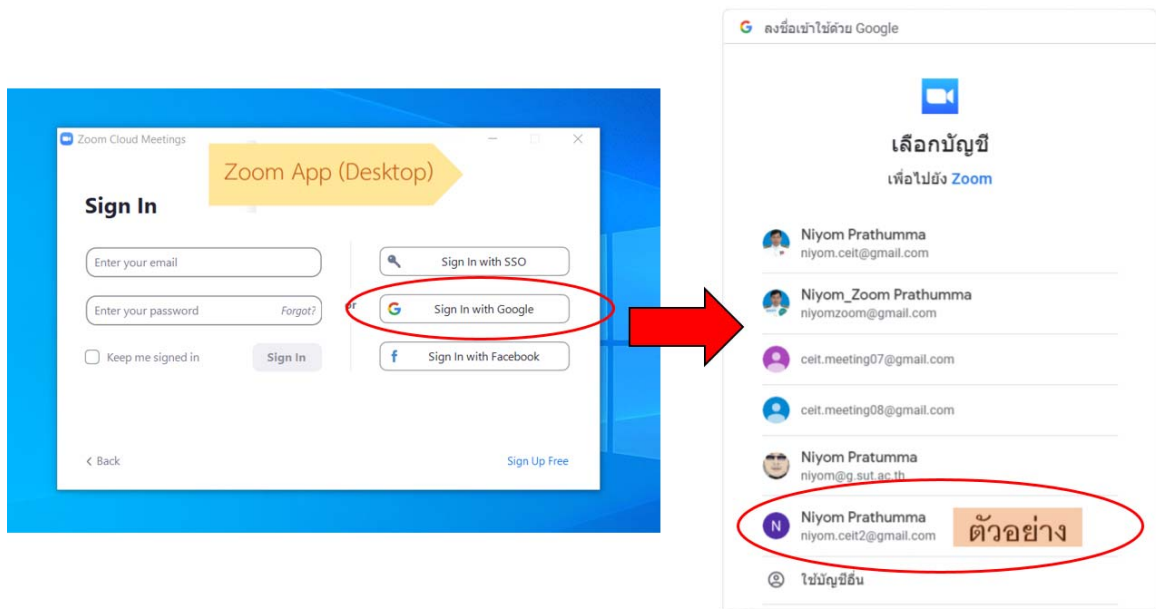 Zoom Cloud Meetings
Zoom App (Desktop)
Sign In
Enter your email
Enter your password
Forgot?
Keep me signed in
Sign In
or
Sign In with SSO
Sign In with Google
Sign In with Facebook
Back
Sign Up Free
ลงชื่อเข้าใช้ด้วย Google
เลือกบัญชี
เพื่อไปยัง Zoom
Niyom Prathumma
niyom.ceit@gmail.com
Niyom_Zoom Prathumma
niyomzoom@gmail.com
ceit.meeting07@gmail.com
ceit.meeting08@gmail.com
Niyom Pratumma
niyom@g.sut.ac.th
N
Niyom Prathumma
niyom.ceit2@gmail.com
ตัวอย่าง
ใช้บัญชีอื่น